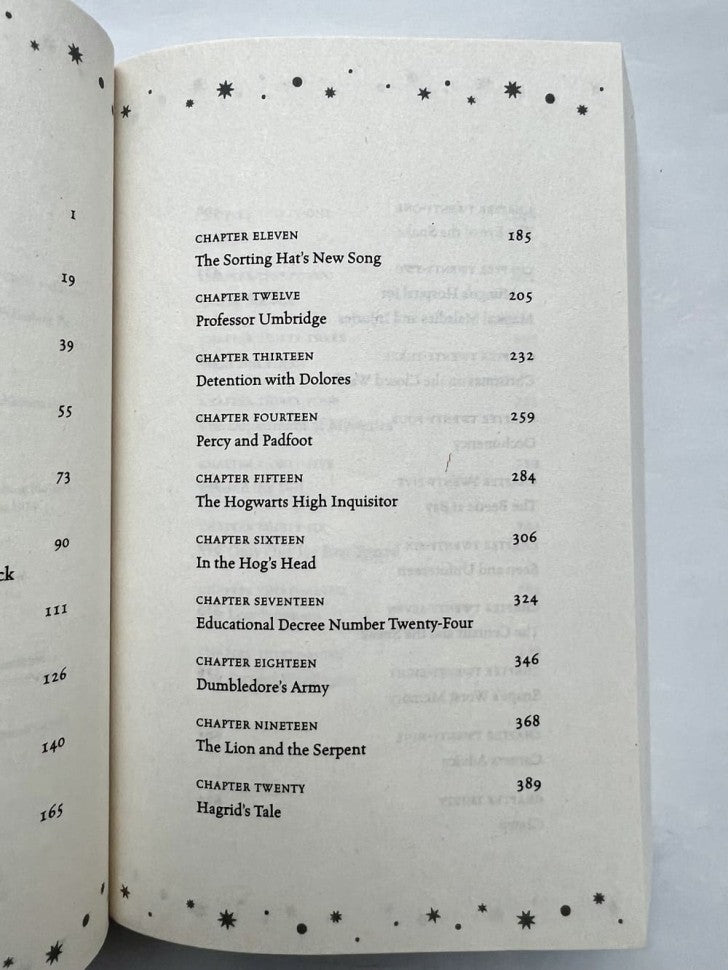 1
19
39
55
73
90
ck
111
126
140
165
CHAPTER ELEVEN 185
The Sorting Hat's New Song
CHAPTER TWELVE 205
Professor Umbridge
CHAPTER THIRTEEN 232
Detention with Dolores
CHAPTER FOURTEEN 259
Percy and Padfoot
CHAPTER FIFTEEN 284
The Hogwarts High Inquisitor
CHAPTER SIXTEEN 306
In the Hog's Head
CHAPTER SEVENTEEN 324
Educational Decree Number Twenty-Four
CHAPTER EIGHTEEN 346
Dumbledore's Army
CHAPTER NINETEEN 368
The Lion and the Serpent
CHAPTER TWENTY 389
Hagrid's Tale